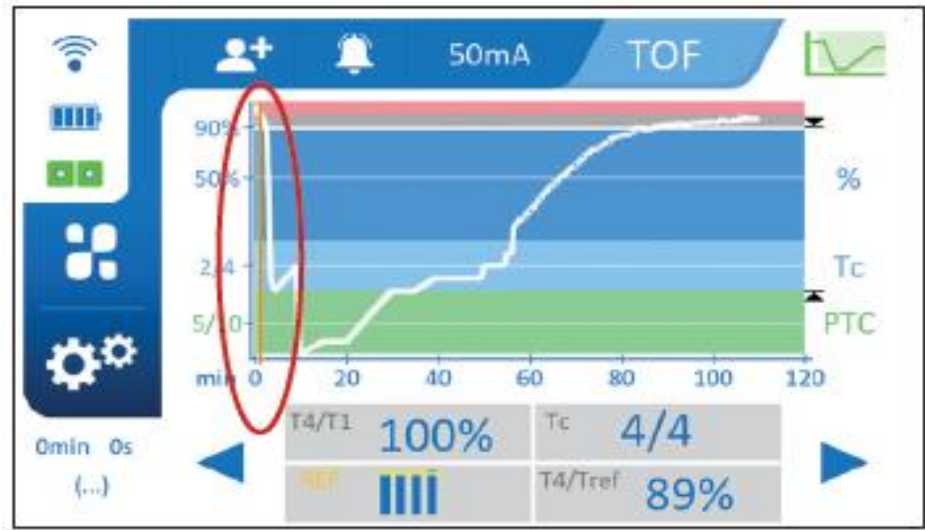 50mA TOF
90%
50%
%
2/4
Tc
5/10
PTC
min 0 20 40 60 80 100 120
T4/T1 100% Tc 4/4
REF T4/Tref 89%
0min 0s
(...)